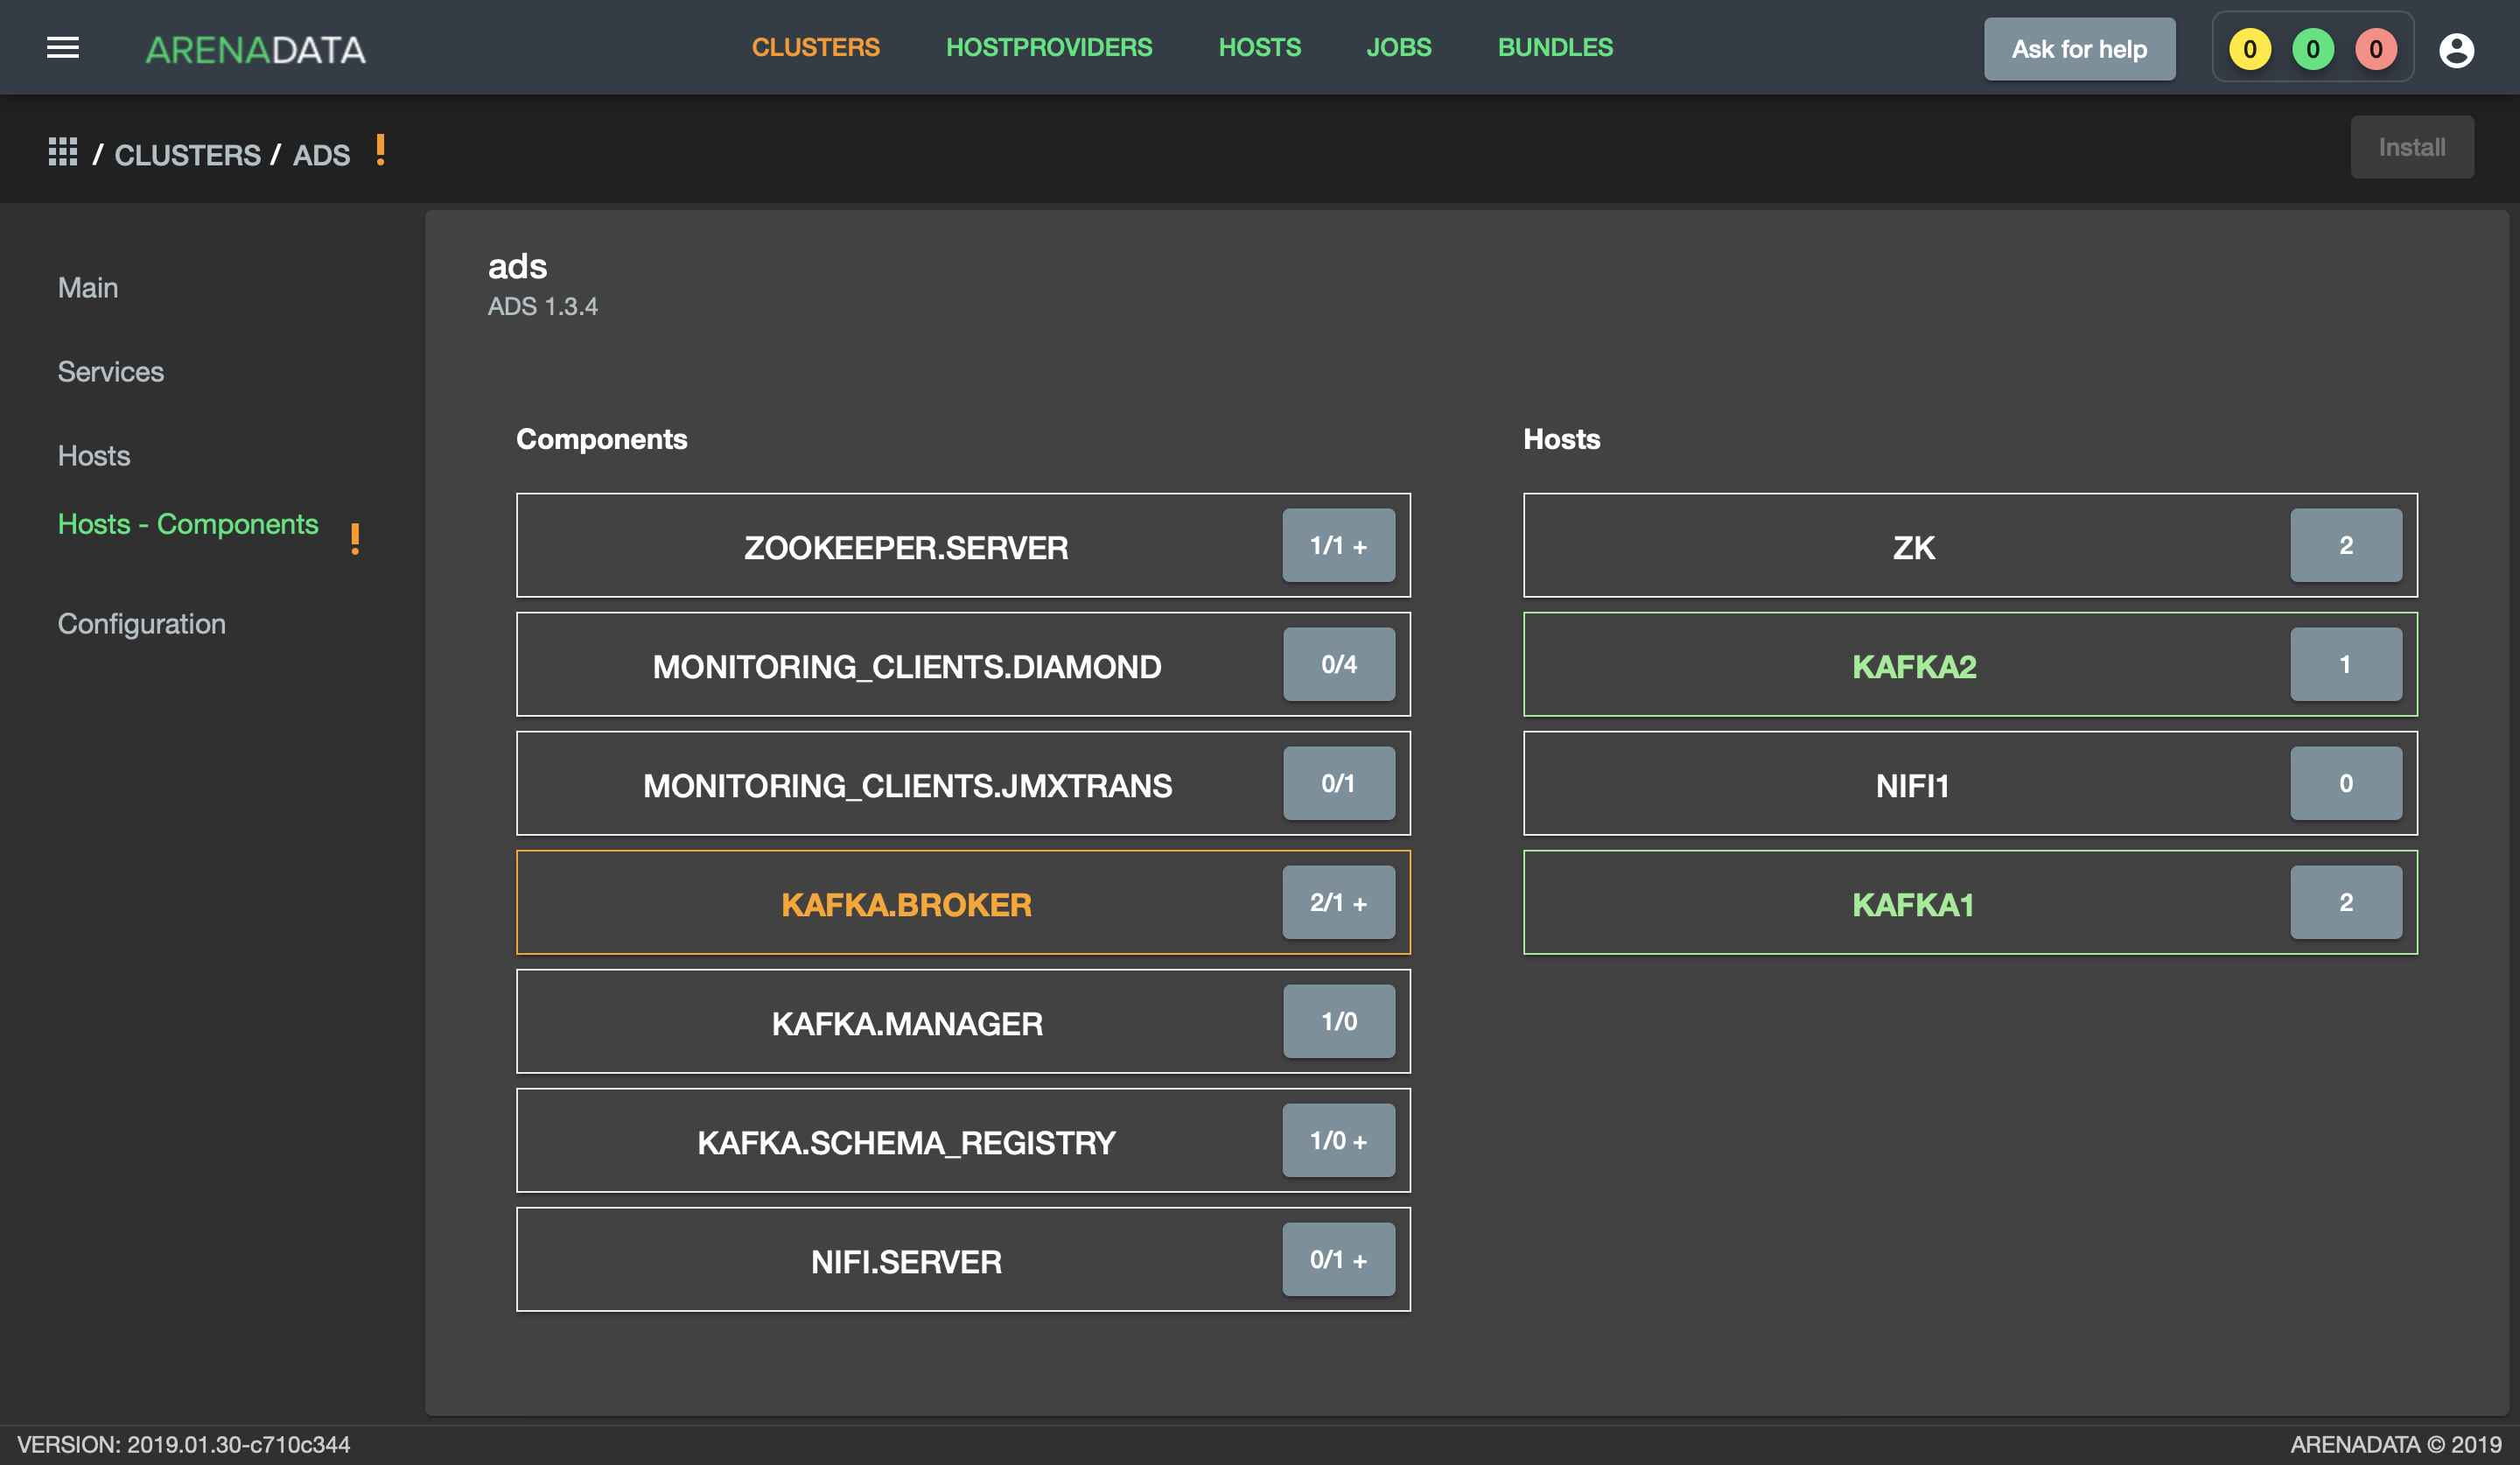 ARENADATA
CLUSTERS HOSTPROVIDERS HOSTS JOBS BUNDLES
Ask for help
0 0 0
/ CLUSTERS / ADS !
Install
Main
Services
Hosts
Hosts - Components !
Configuration
ads
ADS 1.3.4
Components
ZOOKEEPER.SERVER 1/1 +
MONITORING_CLIENTS.DIAMOND 0/4
MONITORING_CLIENTS.JMXTRANS 0/1
KAFKA.BROKER 2/1 +
KAFKA.MANAGER 1/0
KAFKA.SCHEMA_REGISTRY 1/0 +
NIFI.SERVER 0/1 +
Hosts
ZK 2
KAFKA2 1
NIFI1 0
KAFKA1 2
VERSION: 2019.01.30-c710c344
ARENADATA © 2019